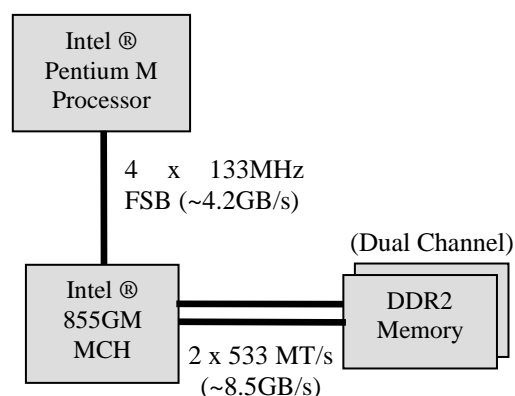 Intel ®
Pentium M
Processor
4 x 133MHz
FSB (~4.2GB/s)
(Dual Channel)
Intel ®
855GM
MCH
DDR2
Memory
2 x 533 MT/s
(~8.5GB/s)